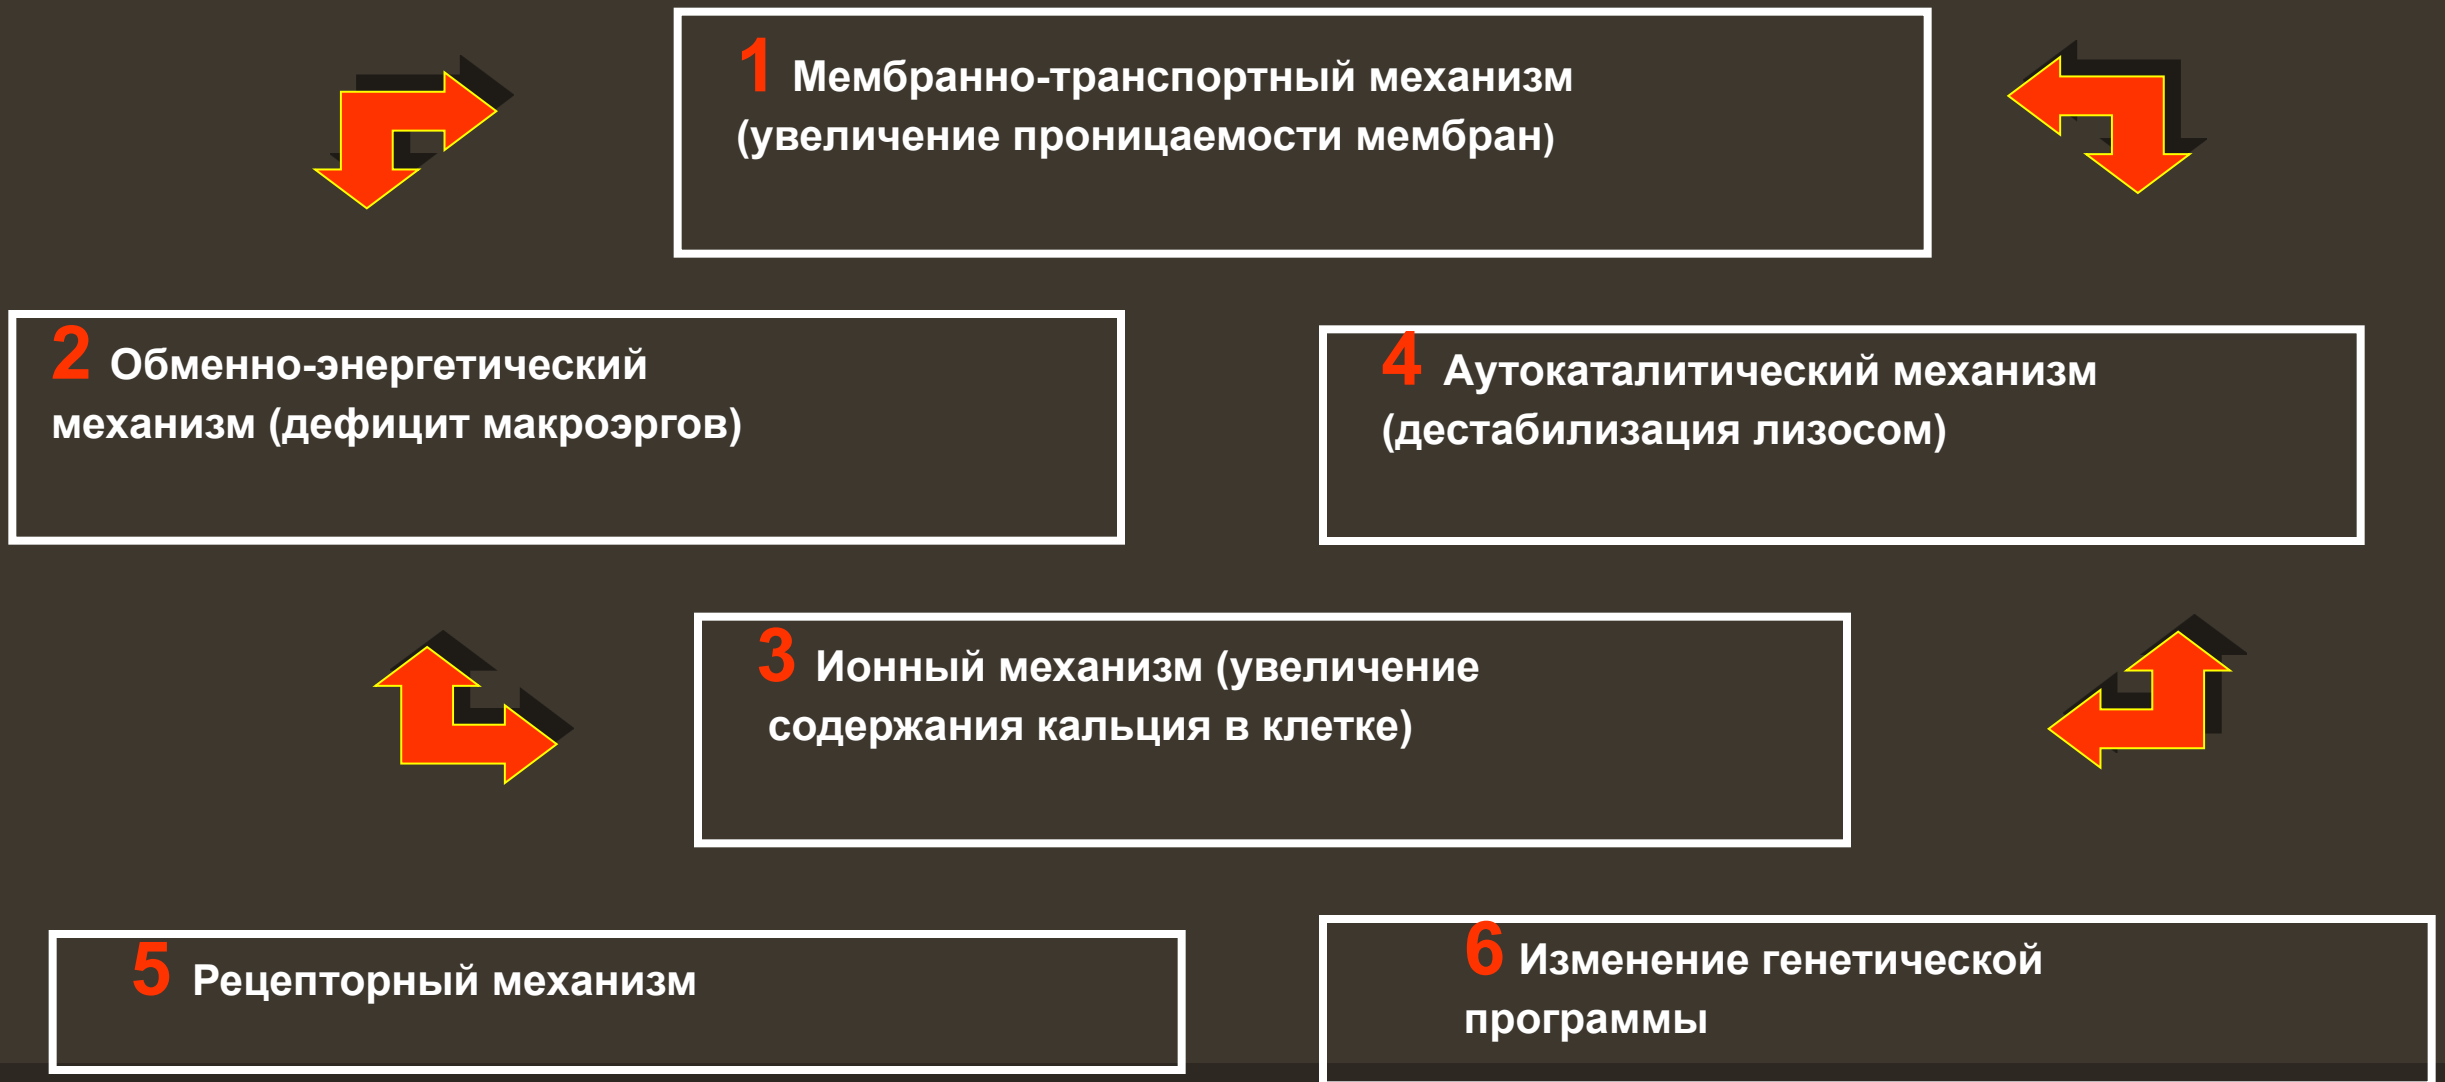 1 Мембранно-транспортный механизм
(увеличение проницаемости мембран)
2 Обменно-энергетический
механизм (дефицит макроэргов)
4 Аутокаталитический механизм
(дестабилизация лизосом)
3 Ионный механизм (увеличение
содержания кальция в клетке)
5 Рецепторный механизм
6 Изменение генетической
программы